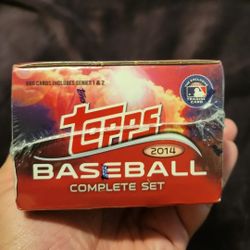 660 CARDS INCLUDES SERIES 1 & 2
TOPPS
2014
BASEBALL
COMPLETE SET